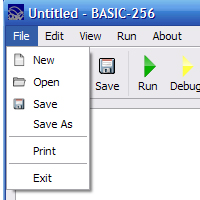 Untitled - BASIC-256
File Edit View Run About
New
Open
Save
Save As
Print
Exit
Save Run Debug